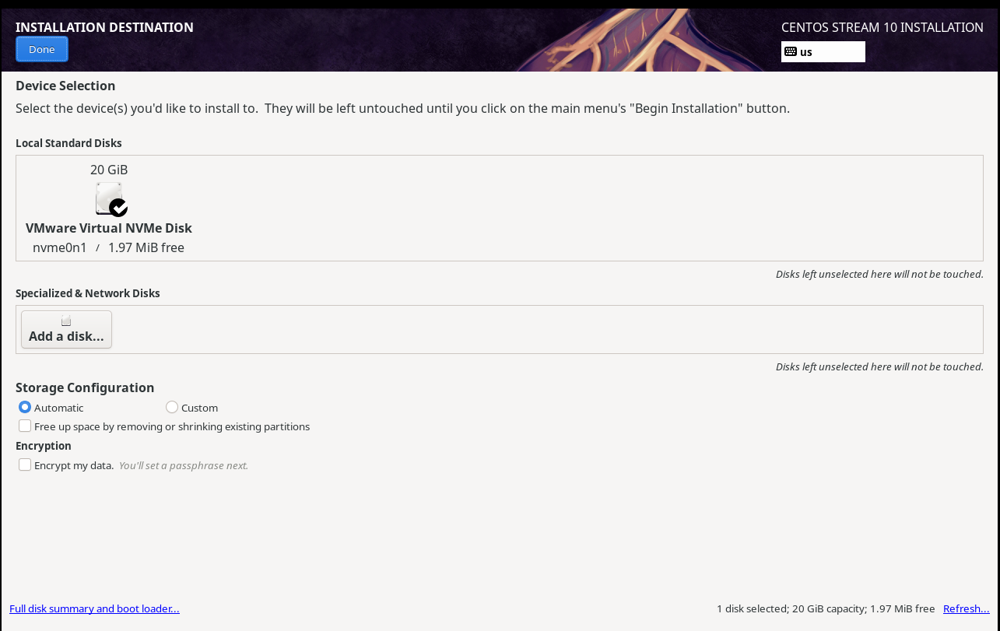 INSTALLATION DESTINATION
CENTOS STREAM 10 INSTALLATION
Done
us
Device Selection
Select the device(s) you'd like to install to.  They will be left untouched until you click on the main menu's "Begin Installation" button.
Local Standard Disks
20 GiB
VMware Virtual NVMe Disk
nvme0n1 / 1.97 MiB free
Disks left unselected here will not be touched.
Specialized & Network Disks
Add a disk...
Disks left unselected here will not be touched.
Storage Configuration
Automatic Custom
Free up space by removing or shrinking existing partitions
Encryption
Encrypt my data. You'll set a passphrase next.
Full disk summary and boot loader... 1 disk selected; 20 GiB capacity; 1.97 MiB free Refresh...